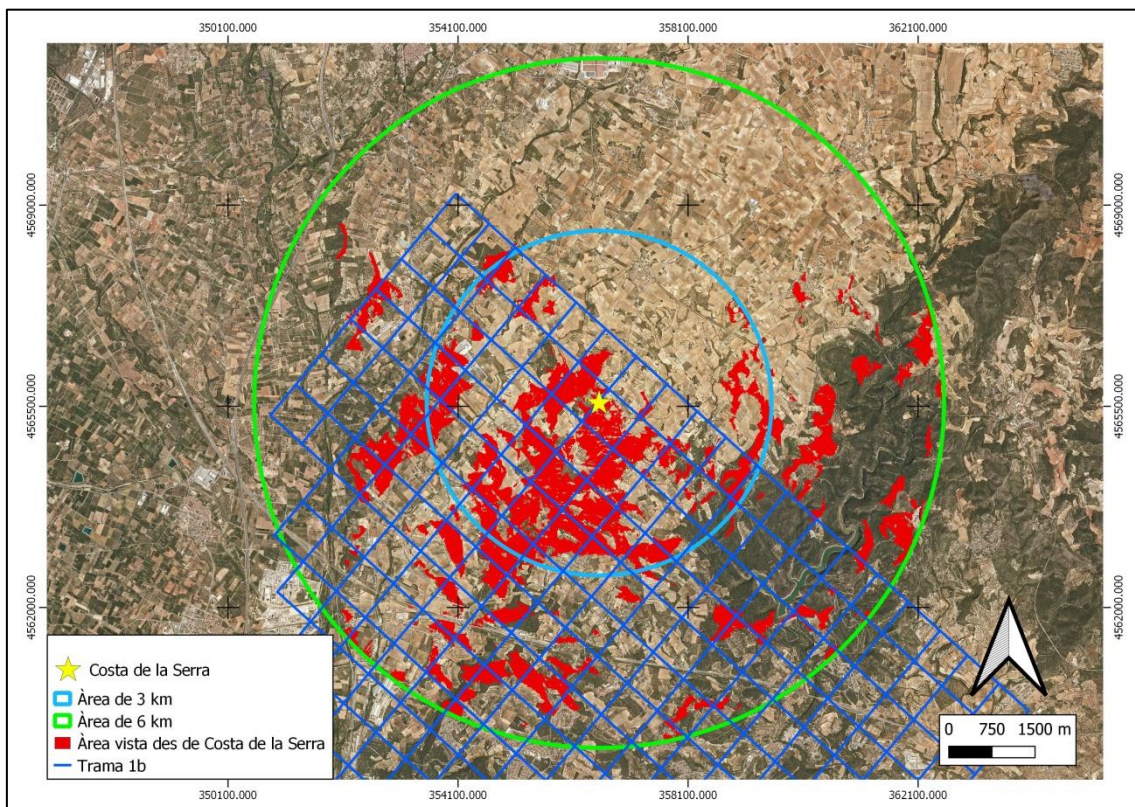 350100.000 354100.000 358100.000 362100.000
4569000.000 4569000.000
4565500.000 4565500.000
4562000.000 4562000.000
Costa de la Serra
Àrea de 3 km
Àrea de 6 km
Àrea vista des de Costa de la Serra
Trama 1b
0 750 1500 m
350100.000 354100.000 358100.000 362100.000